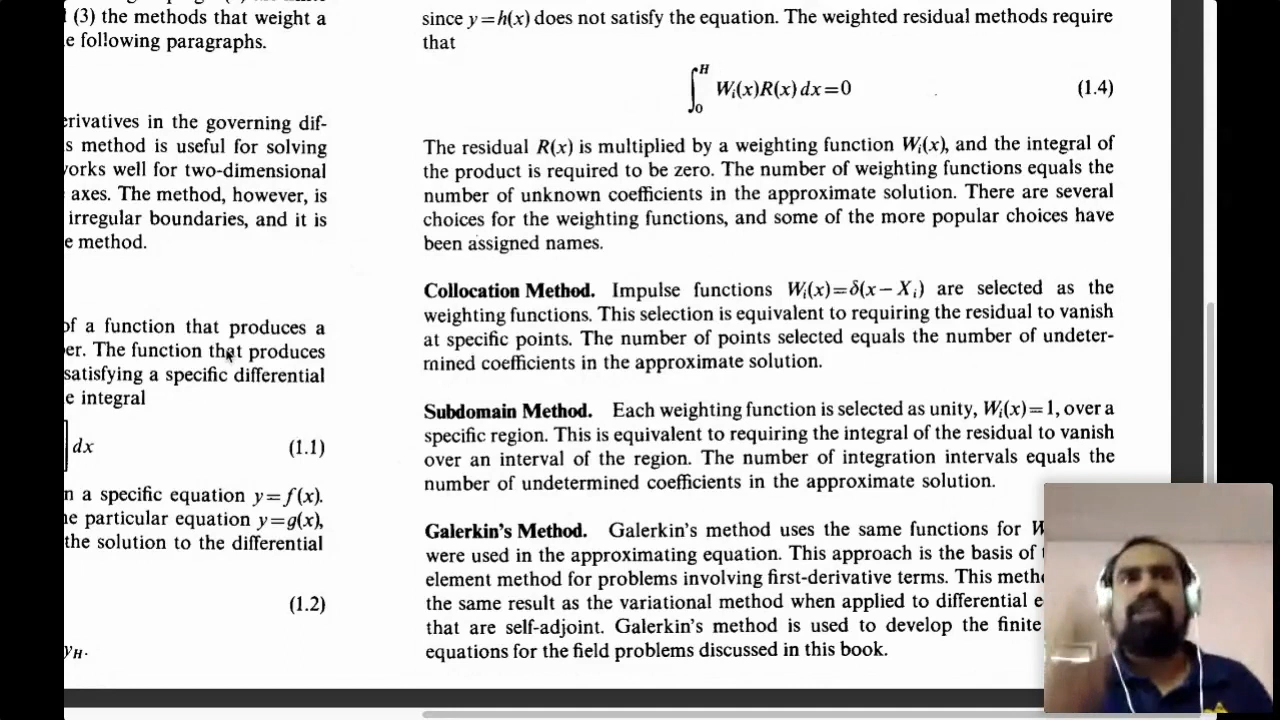 (3) the methods that weight a
e following paragraphs.
erivatives in the governing dif-
s method is useful for solving
orks well for two-dimensional
axes. The method, however, is
irregular boundaries, and it is
e method.
of a function that produces a
er. The function that produces
satisfying a specific differential
e integral
dx (1.1)
n a specific equation y=f(x).
e particular equation y=g(x),
the solution to the differential
(1.2)
yH.
since y=h(x) does not satisfy the equation. The weighted residual methods require
that
∫₀ᴴ Wᵢ(x)R(x) dx=0 (1.4)
The residual R(x) is multiplied by a weighting function Wᵢ(x), and the integral of
the product is required to be zero. The number of weighting functions equals the
number of unknown coefficients in the approximate solution. There are several
choices for the weighting functions, and some of the more popular choices have
been assigned names.
Collocation Method. Impulse functions Wᵢ(x)=δ(x−Xᵢ) are selected as the
weighting functions. This selection is equivalent to requiring the residual to vanish
at specific points. The number of points selected equals the number of undeter-
mined coefficients in the approximate solution.
Subdomain Method. Each weighting function is selected as unity, Wᵢ(x)=1, over a
specific region. This is equivalent to requiring the integral of the residual to vanish
over an interval of the region. The number of integration intervals equals the
number of undetermined coefficients in the approximate solution.
Galerkin's Method. Galerkin's method uses the same functions for W
were used in the approximating equation. This approach is the basis of
element method for problems involving first-derivative terms. This meth
the same result as the variational method when applied to differential e
that are self-adjoint. Galerkin's method is used to develop the finite
equations for the field problems discussed in this book.